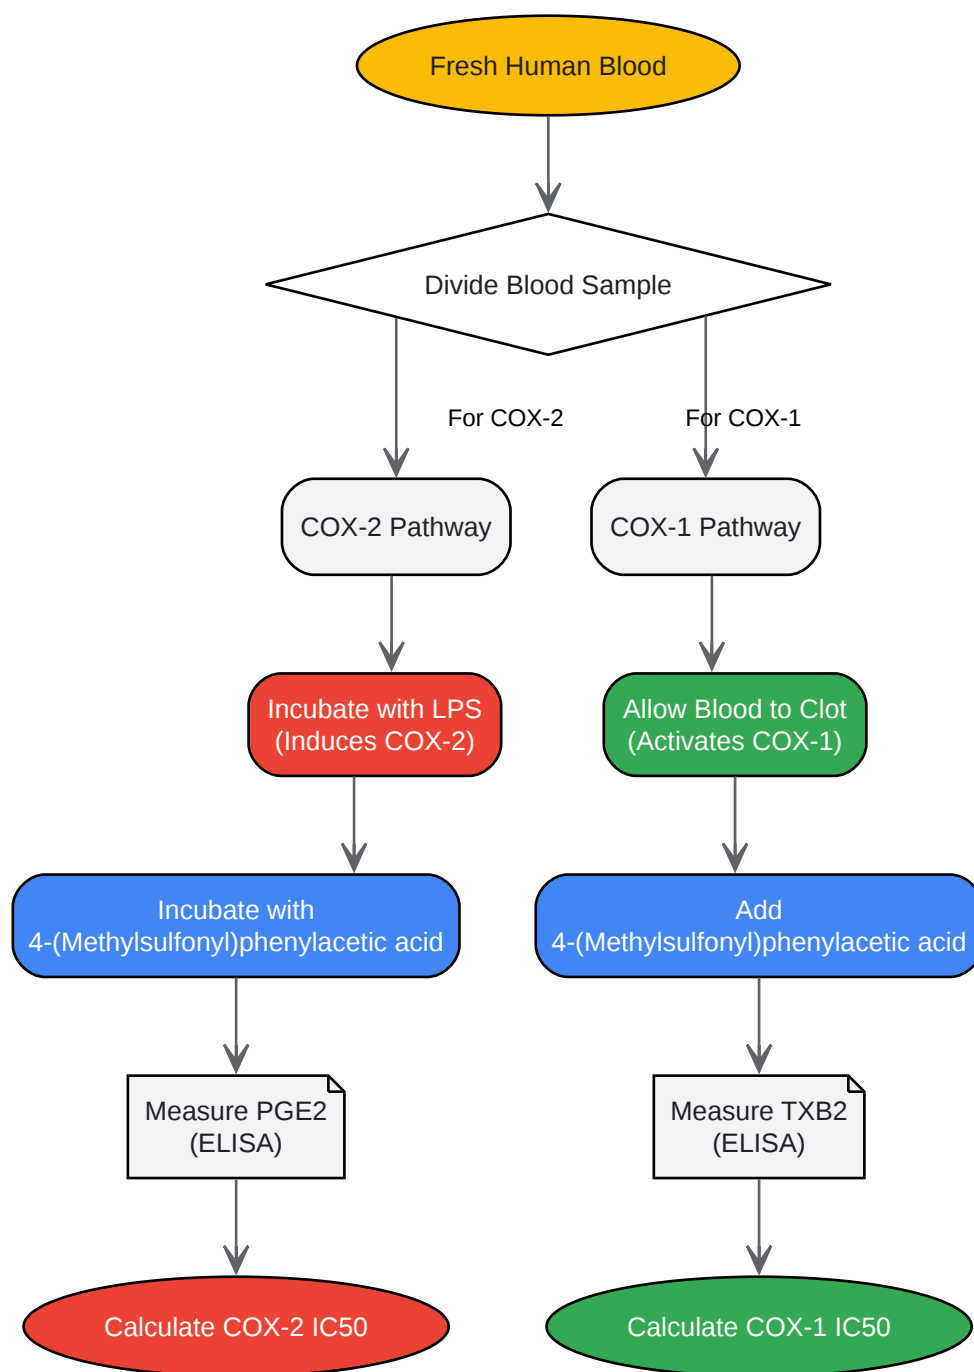 Fresh Human Blood
Divide Blood Sample
For COX-2
For COX-1
COX-2 Pathway
COX-1 Pathway
Incubate with LPS
(Induces COX-2)
Allow Blood to Clot
(Activates COX-1)
Incubate with
4-(Methylsulfonyl)phenylacetic acid
Add
4-(Methylsulfonyl)phenylacetic acid
Measure PGE2
(ELISA)
Measure TXB2
(ELISA)
Calculate COX-2 IC50
Calculate COX-1 IC50